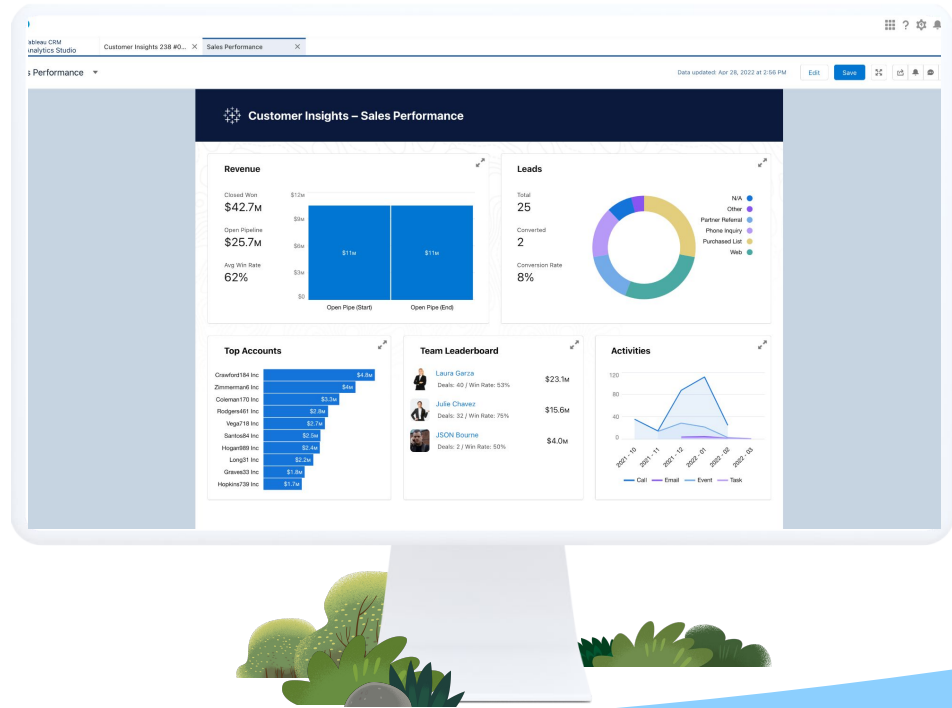 ?
Tableau CRM
Analytics Studio
Customer Insights 238 #0... X
Sales Performance X
s Performance
Data updated: Apr 28, 2022 at 2:56 PM
Edit
Save
Customer Insights – Sales Performance
Revenue
Closed Won
$42.7M
Open Pipeline
$25.7M
Avg Win Rate
62%
$12M
$9M
$6M
$3M
$0
$11M
$11M
Open Pipe (Start)
Open Pipe (End)
Leads
Total
25
Converted
2
Conversion Rate
8%
N/A
Other
Partner Referral
Phone Inquiry
Purchased List
Web
Top Accounts
Crawford184 Inc $4.8M
Zimmerman6 Inc $4M
Coleman170 Inc $3.3M
Rodgers461 Inc $2.8M
Vega718 Inc $2.7M
Santos84 Inc $2.5M
Hogan989 Inc $2.4M
Long31 Inc $2.2M
Graves33 Inc $1.8M
Hopkins739 Inc $1.7M
Team Leaderboard
Laura Garza
Deals: 40 / Win Rate: 53%
$23.1M
Julie Chavez
Deals: 32 / Win Rate: 75%
$15.6M
JSON Bourne
Deals: 2 / Win Rate: 50%
$4.0M
Activities
120
80
40
0
2021 - 10
2021 - 11
2021 - 12
2022 - 01
2022 - 02
2022 - 03
Call Email Event Task